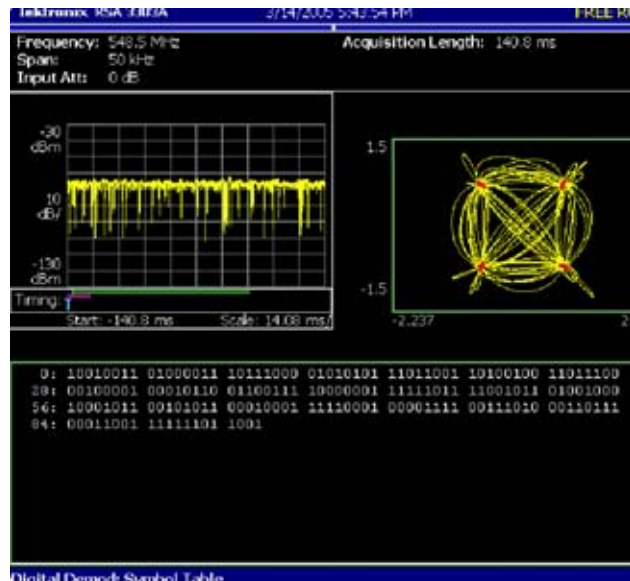 Tektronix RSA 3303A 3/14/2005 5:43:54 PM FREE R
Frequency: 548.5 MHz Acquisition Length: 140.8 ms
Span: 50 kHz
Input Att: 0 dB
-30
dBm
10
dB/
-130
dBm
1.5
-1.5
Timing:
Start: -140.8 ms Scale: 14.08 ms/
-2.237 2
0: 10010011 01000011 10111000 01010101 11011001 10100100 11011100
28: 00100001 00010110 01100111 10000001 11111011 11001011 01001000
56: 10001011 00101011 00010001 11110001 00001111 00111010 00110111
84: 00011001 11111101 1001
Digital Demod: Symbol Table